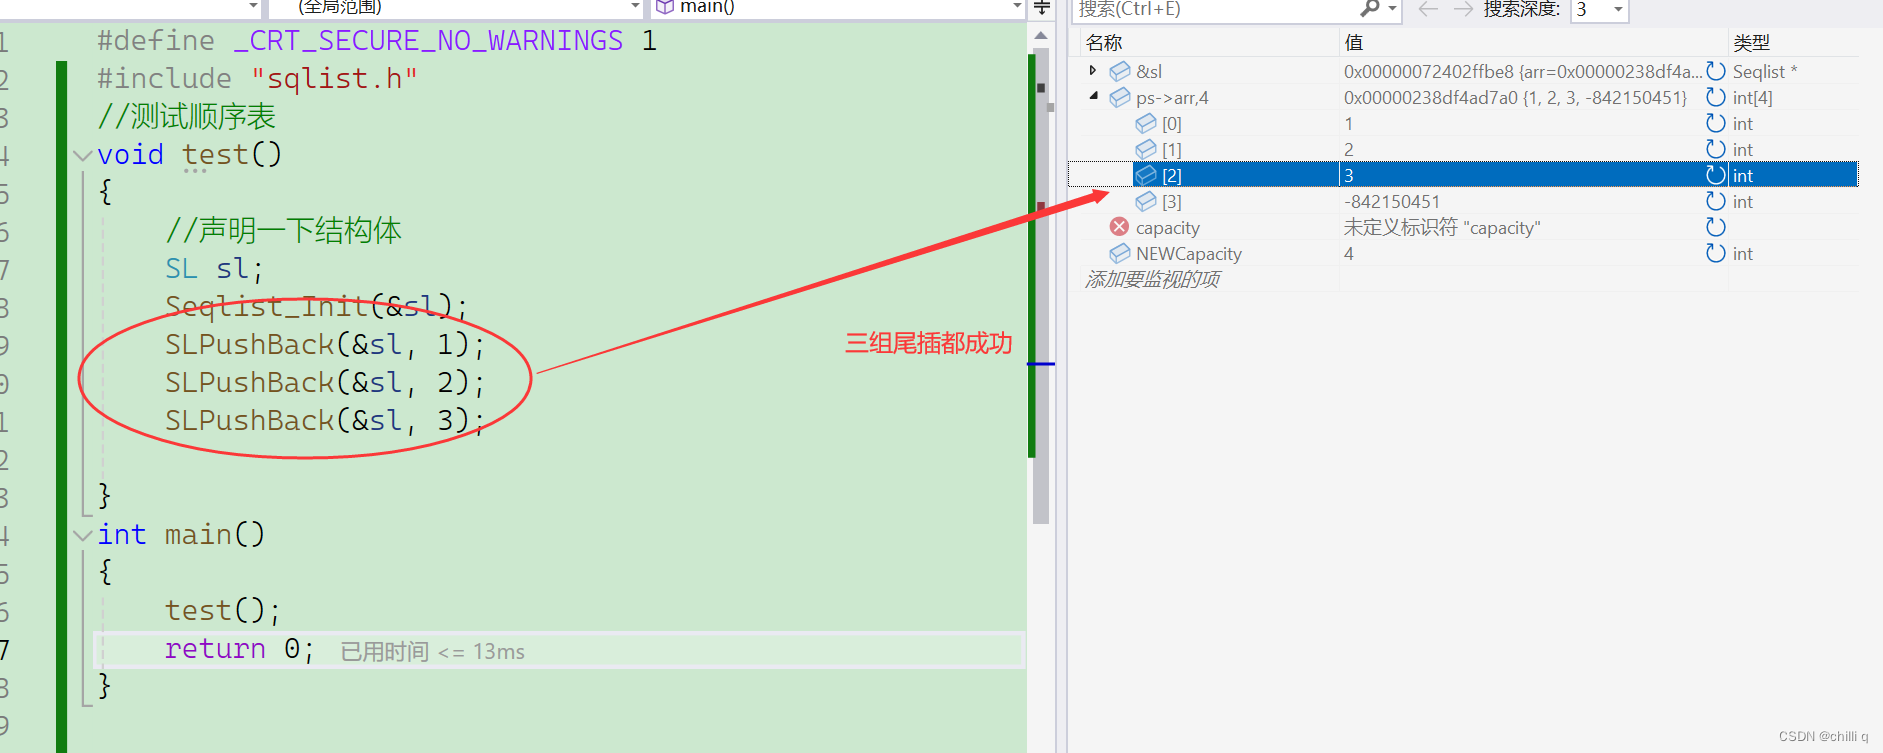 (全局范围)
main()
1 #define _CRT_SECURE_NO_WARNINGS 1
2 #include "sqlist.h"
3 //测试顺序表
4 void test()
5 {
6 //声明一下结构体
7 SL sl;
8 Seqlist_Init(&sl);
9 SLPushBack(&sl, 1);
0 SLPushBack(&sl, 2);
1 SLPushBack(&sl, 3);
2
3 }
4 int main()
5 {
6 test();
7 return 0; 已用时间 <= 13ms
8 }
9
三组尾插都成功
搜索(Ctrl+E) 搜索深度: 3
名称 值 类型
&sl 0x00000072402ffbe8 {arr=0x00000238df4a... Seqlist *
ps->arr,4 0x00000238df4ad7a0 {1, 2, 3, -842150451} int[4]
[0] 1 int
[1] 2 int
[2] 3 int
[3] -842150451 int
capacity 未定义标识符 "capacity"
NEWCapacity 4 int
添加要监视的项
CSDN @chilli q